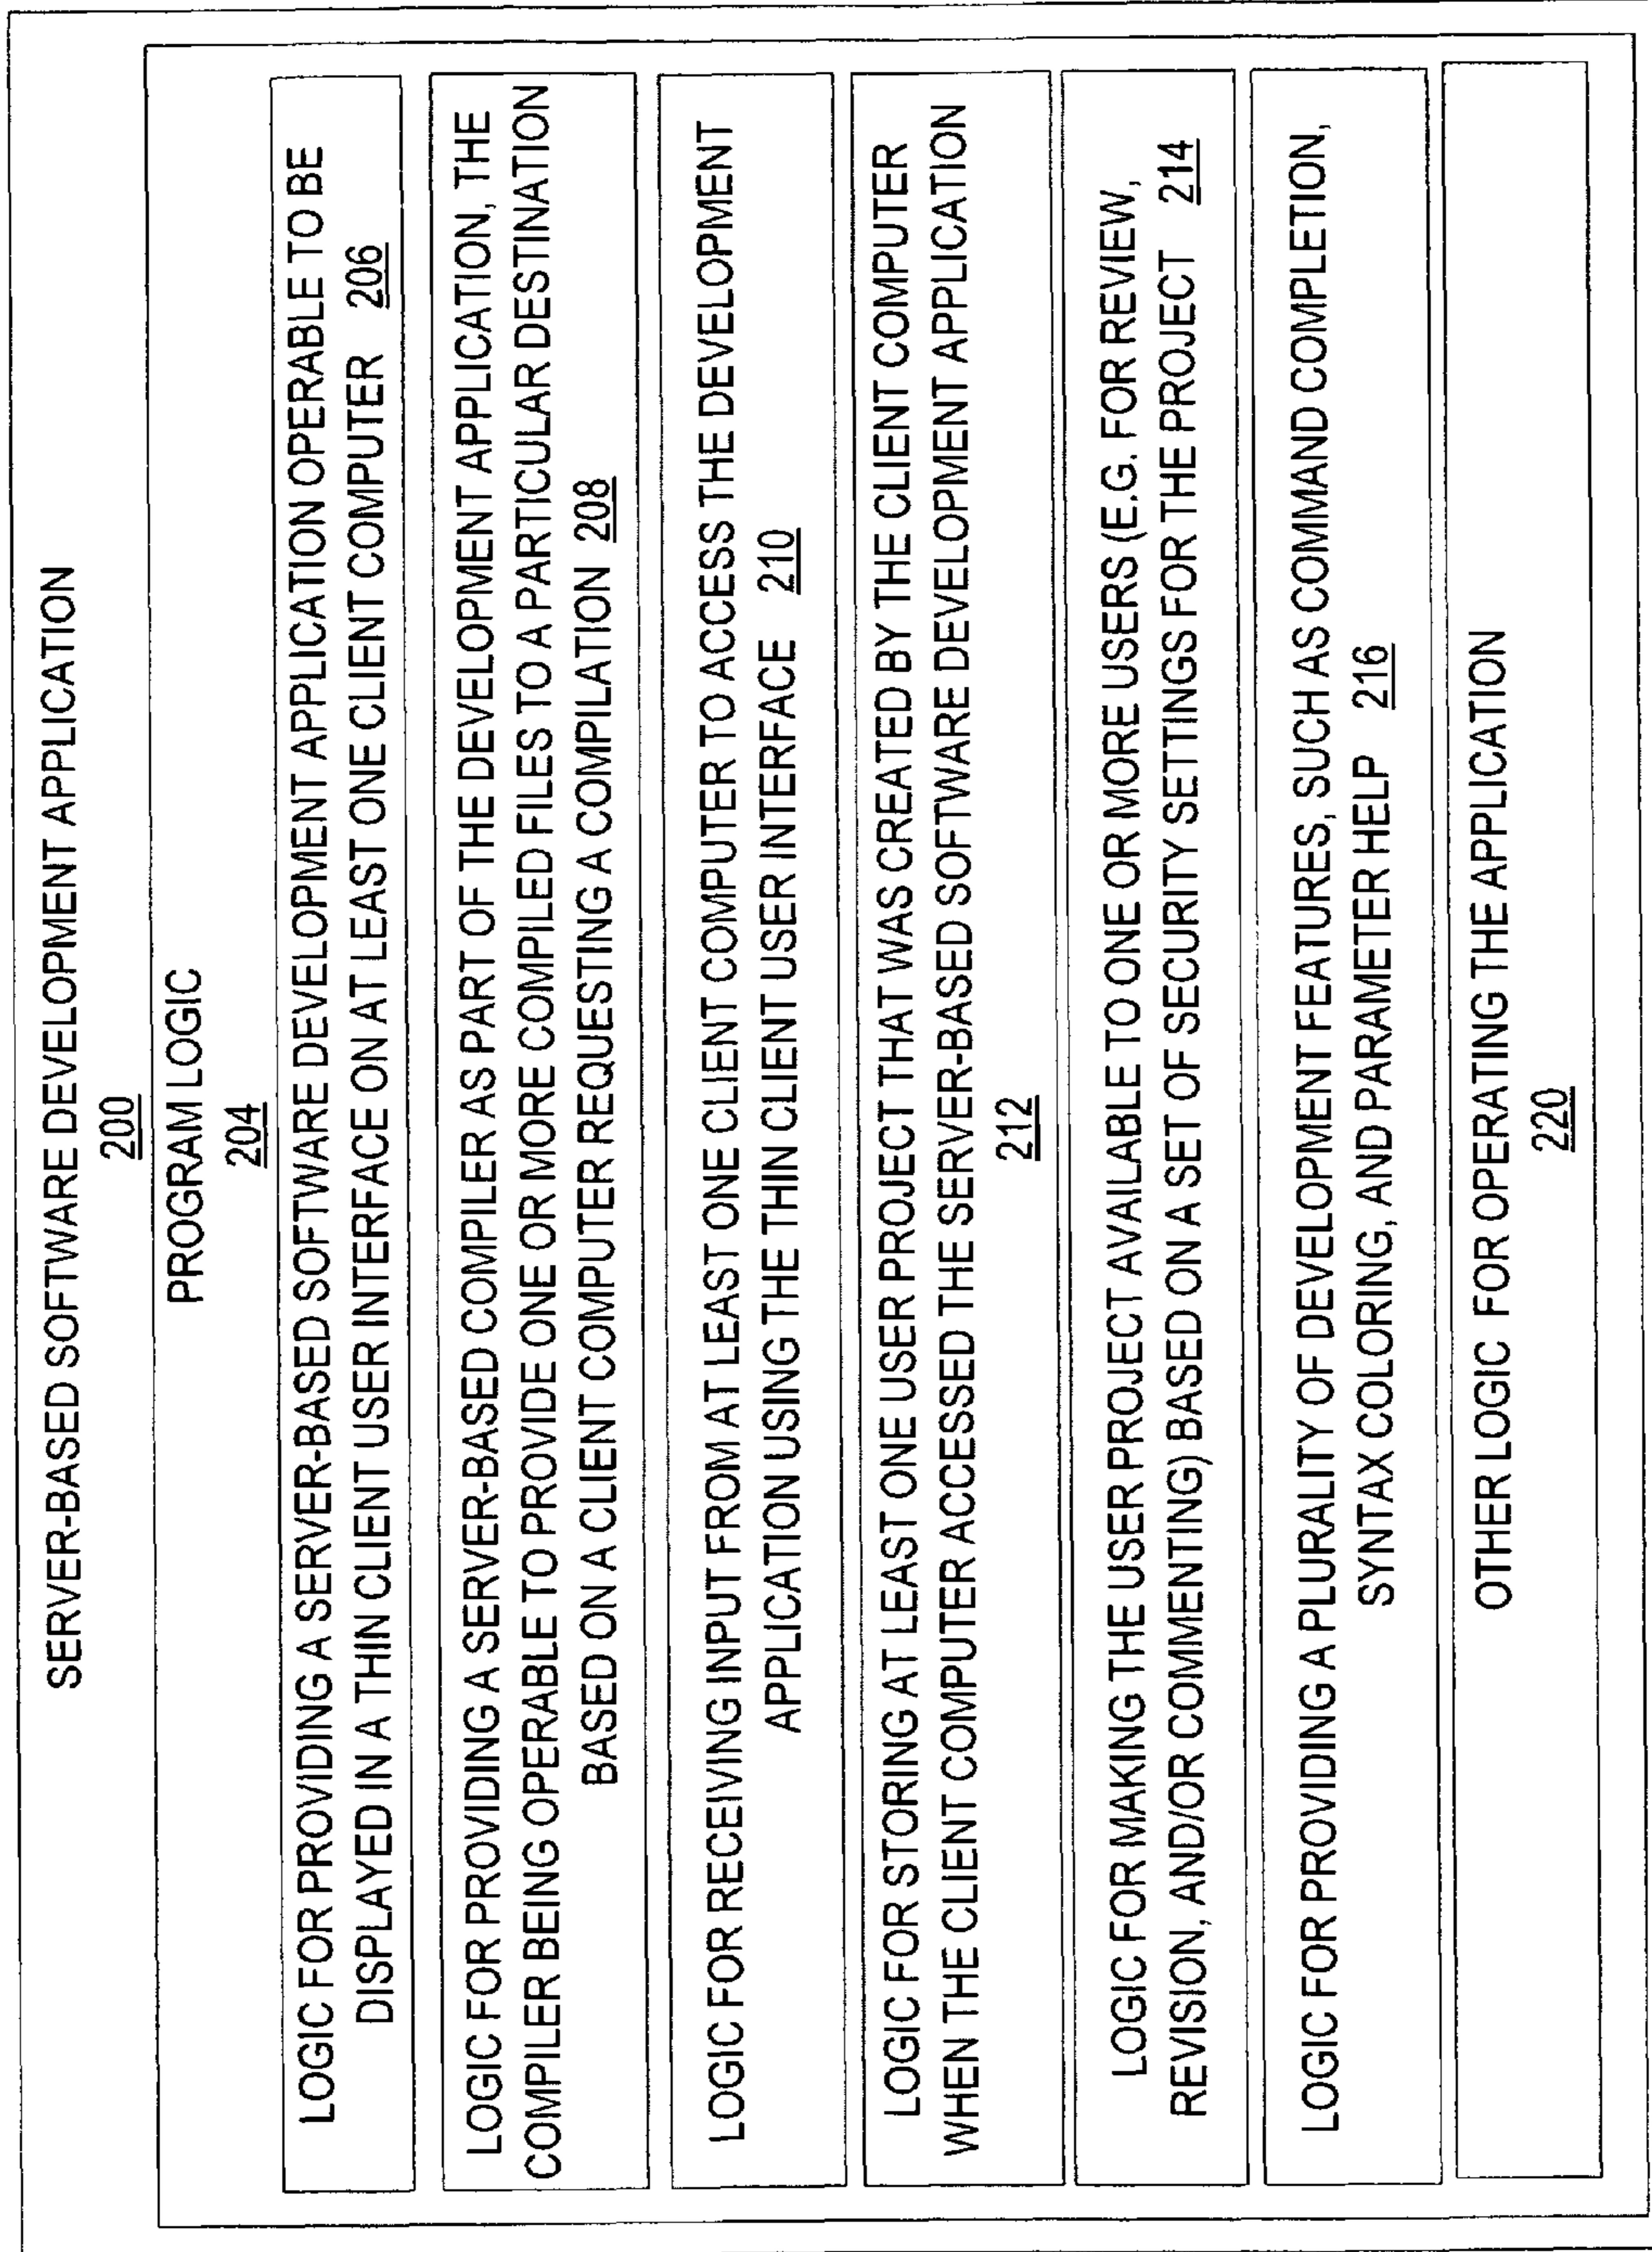 SERVER-BASED SOFTWARE DEVELOPMENT APPLICATION
200
PROGRAM LOGIC
204
LOGIC FOR PROVIDING A SERVER-BASED SOFTWARE DEVELOPMENT APPLICATION OPERABLE TO BE
DISPLAYED IN A THIN CLIENT USER INTERFACE ON AT LEAST ONE CLIENT COMPUTER 206
LOGIC FOR PROVIDING A SERVER-BASED COMPILER AS PART OF THE DEVELOPMENT APPLICATION, THE
COMPILER BEING OPERABLE TO PROVIDE ONE OR MORE COMPILED FILES TO A PARTICULAR DESTINATION
BASED ON A CLIENT COMPUTER REQUESTING A COMPILATION 208
LOGIC FOR RECEIVING INPUT FROM AT LEAST ONE CLIENT COMPUTER TO ACCESS THE DEVELOPMENT
APPLICATION USING THE THIN CLIENT USER INTERFACE 210
LOGIC FOR STORING AT LEAST ONE USER PROJECT THAT WAS CREATED BY THE CLIENT COMPUTER
WHEN THE CLIENT COMPUTER ACCESSED THE SERVER-BASED SOFTWARE DEVELOPMENT APPLICATION
212
LOGIC FOR MAKING THE USER PROJECT AVAILABLE TO ONE OR MORE USERS (E.G. FOR REVIEW,
REVISION, AND/OR COMMENTING) BASED ON A SET OF SECURITY SETTINGS FOR THE PROJECT 214
LOGIC FOR PROVIDING A PLURALITY OF DEVELOPMENT FEATURES, SUCH AS COMMAND COMPLETION,
SYNTAX COLORING, AND PARAMETER HELP 216
OTHER LOGIC FOR OPERATING THE APPLICATION
220